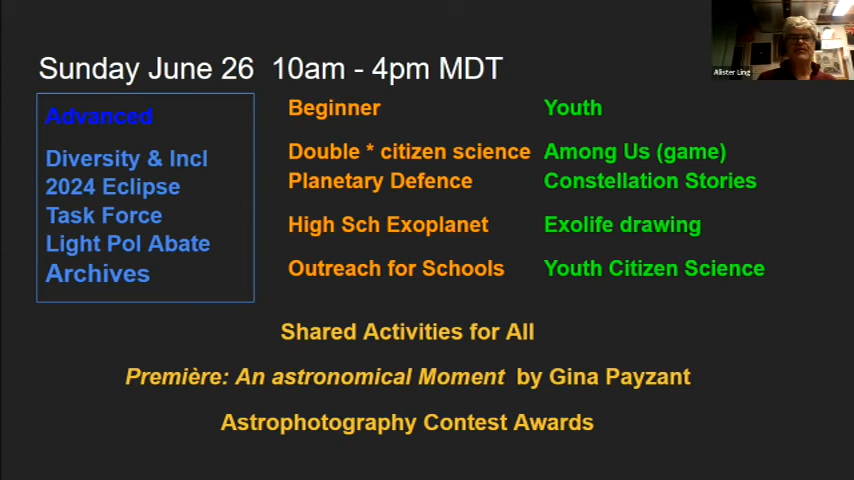 Sunday June 26 10am - 4pm MDT
Alister Ling
Advanced
Diversity & Incl
2024 Eclipse
Task Force
Light Pol Abate
Archives
Beginner
Double * citizen science
Planetary Defence
High Sch Exoplanet
Outreach for Schools
Youth
Among Us (game)
Constellation Stories
Exolife drawing
Youth Citizen Science
Shared Activities for All
Première: An astronomical Moment by Gina Payzant
Astrophotography Contest Awards